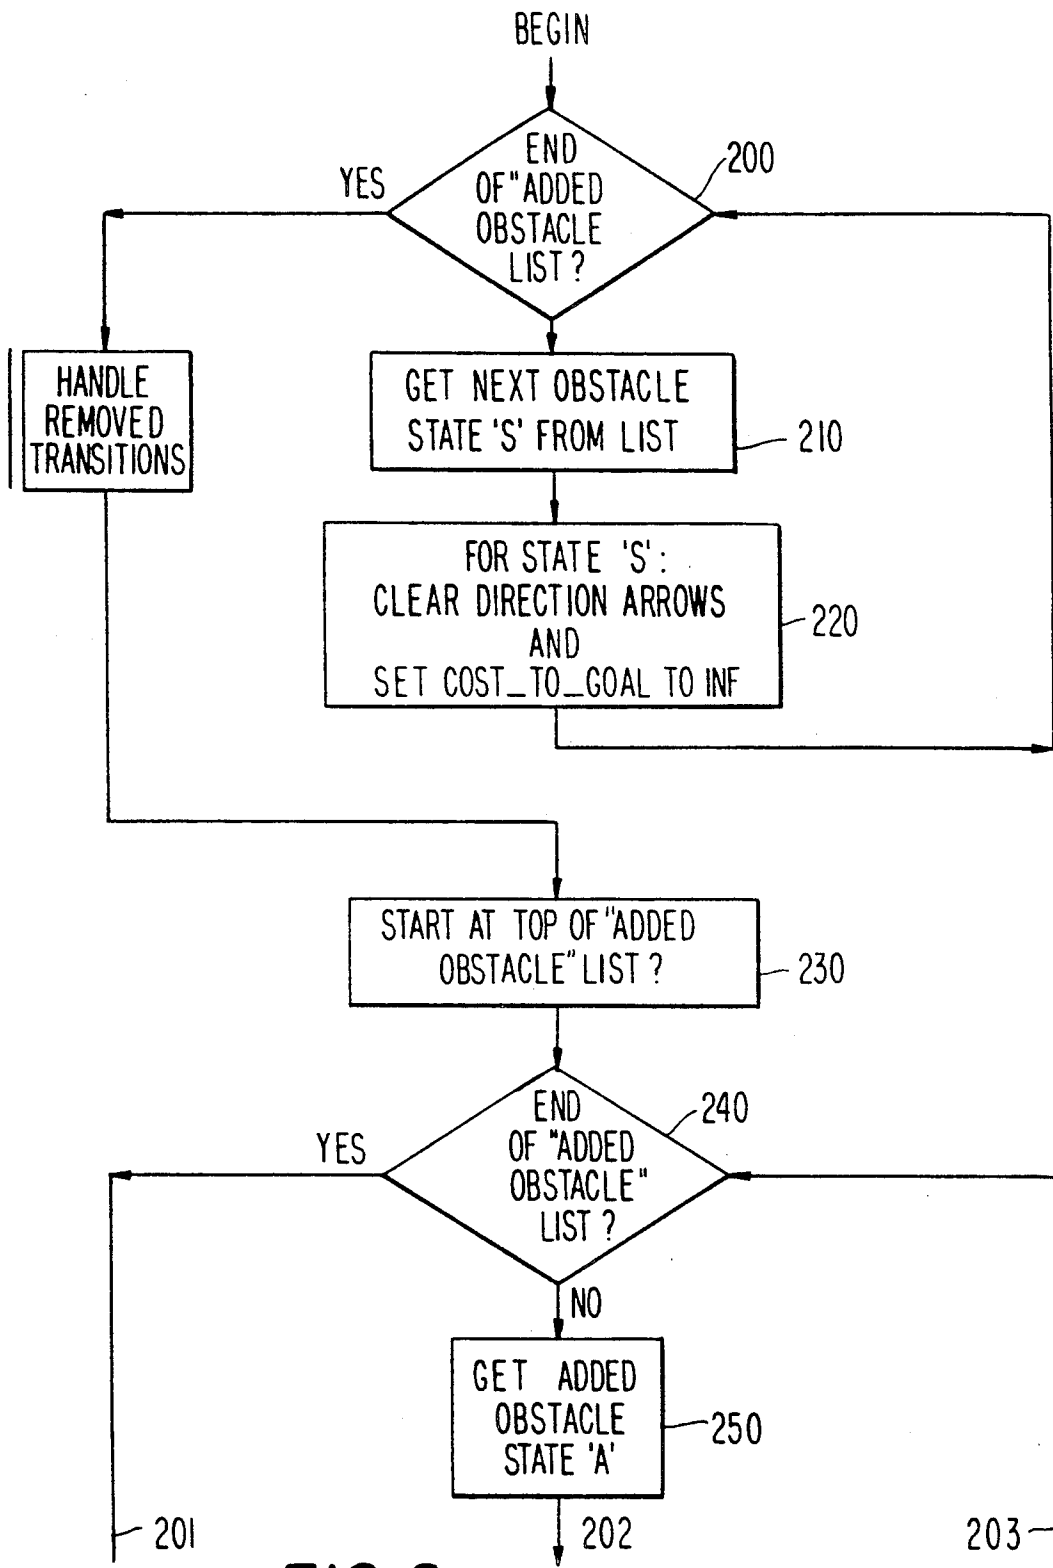 BEGIN
END
OF "ADDED
OBSTACLE
LIST?
200
YES
HANDLE
REMOVED
TRANSITIONS
GET NEXT OBSTACLE
STATE 'S' FROM LIST
210
FOR STATE 'S':
CLEAR DIRECTION ARROWS
AND
SET COST_TO_GOAL TO INF
220
START AT TOP OF "ADDED
OBSTACLE" LIST?
230
END
OF "ADDED
OBSTACLE"
LIST?
240
YES
NO
GET ADDED
OBSTACLE
STATE 'A'
250
201
202
203